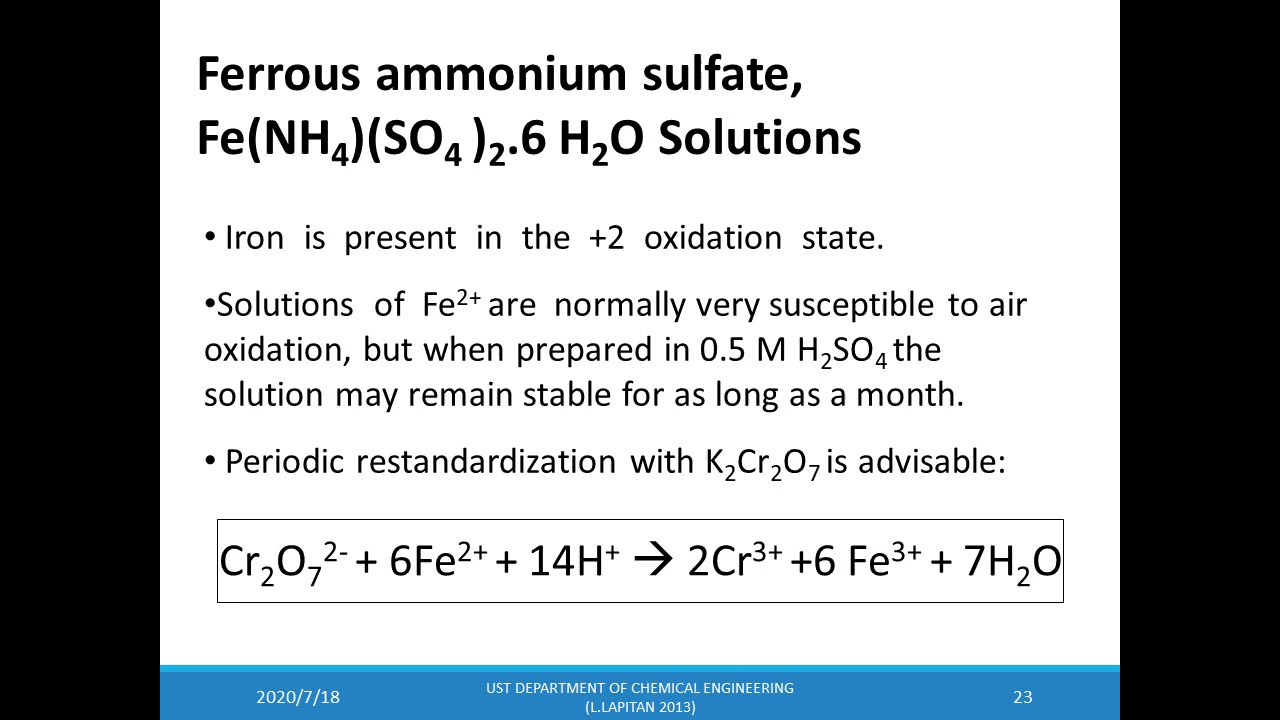 Ferrous ammonium sulfate,
Fe(NH₄)(SO₄ )₂.6 H₂O Solutions
• Iron is present in the +2 oxidation state.
•Solutions of Fe²⁺ are normally very susceptible to air
oxidation, but when prepared in 0.5 M H₂SO₄ the
solution may remain stable for as long as a month.
• Periodic restandardization with K₂Cr₂O₇ is advisable:
Cr₂O₇²⁻ + 6Fe²⁺ + 14H⁺ → 2Cr³⁺ +6 Fe³⁺ + 7H₂O
2020/7/18
UST DEPARTMENT OF CHEMICAL ENGINEERING
(L.LAPITAN 2013)
23